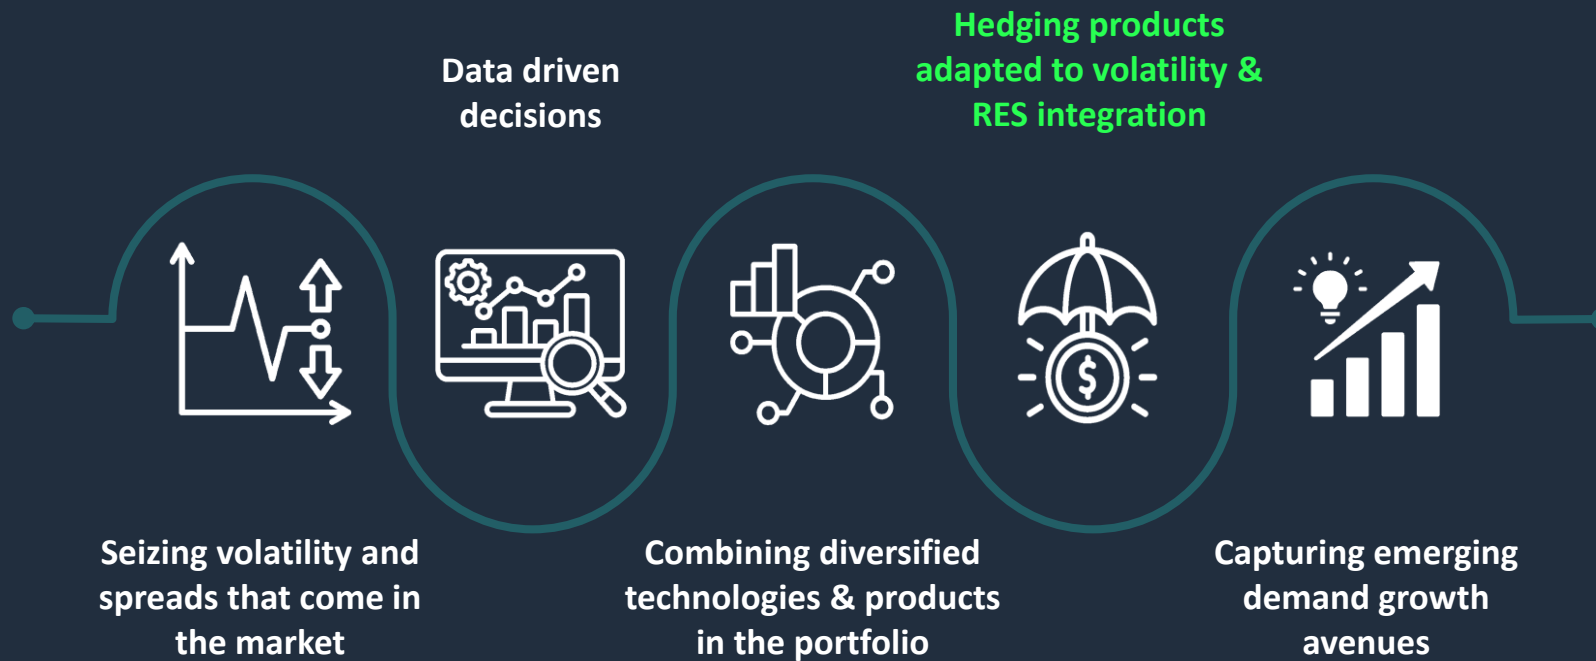 Hedging products
adapted to volatility &
RES integration
Data driven
decisions
$
Seizing volatility and
spreads that come in
the market
Combining diversified
technologies & products
in the portfolio
Capturing emerging
demand growth
avenues